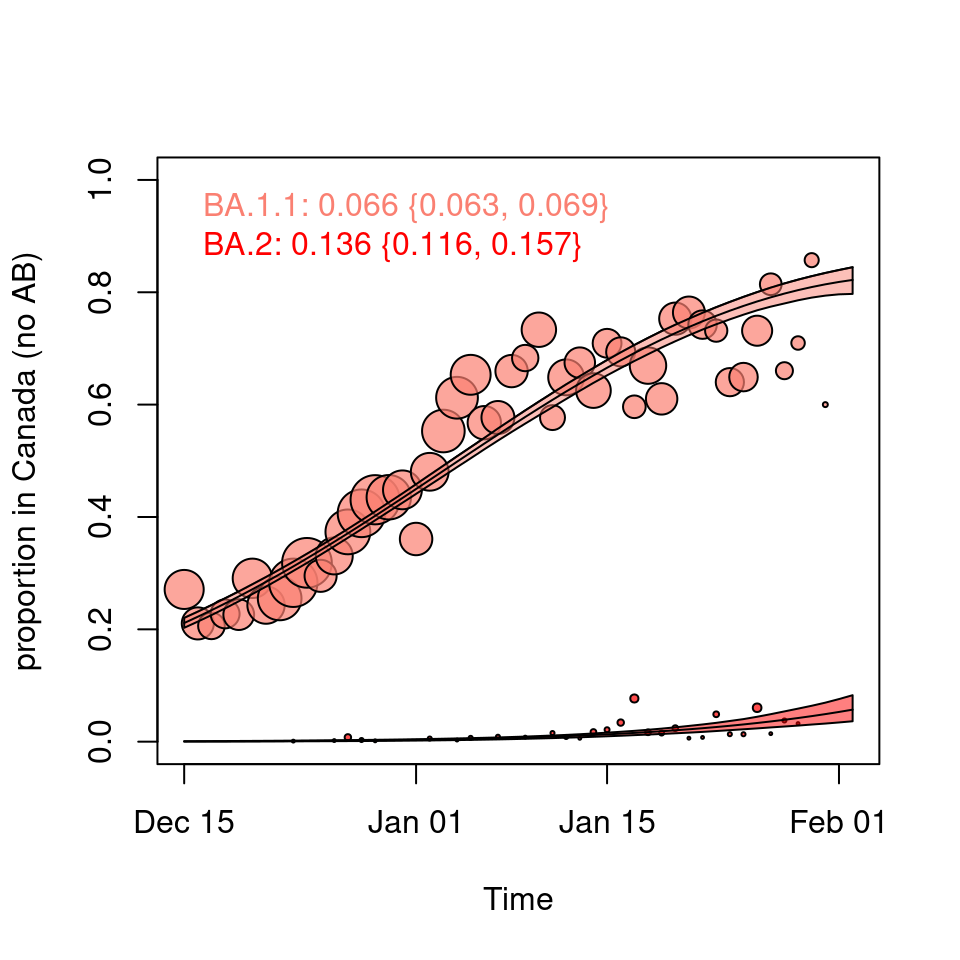 BA.1.1: 0.066 {0.063, 0.069}
BA.2: 0.136 {0.116, 0.157}
proportion in Canada (no AB)
1.0
0.8
0.6
0.4
0.2
0.0
Dec 15
Jan 01
Jan 15
Feb 01
Time